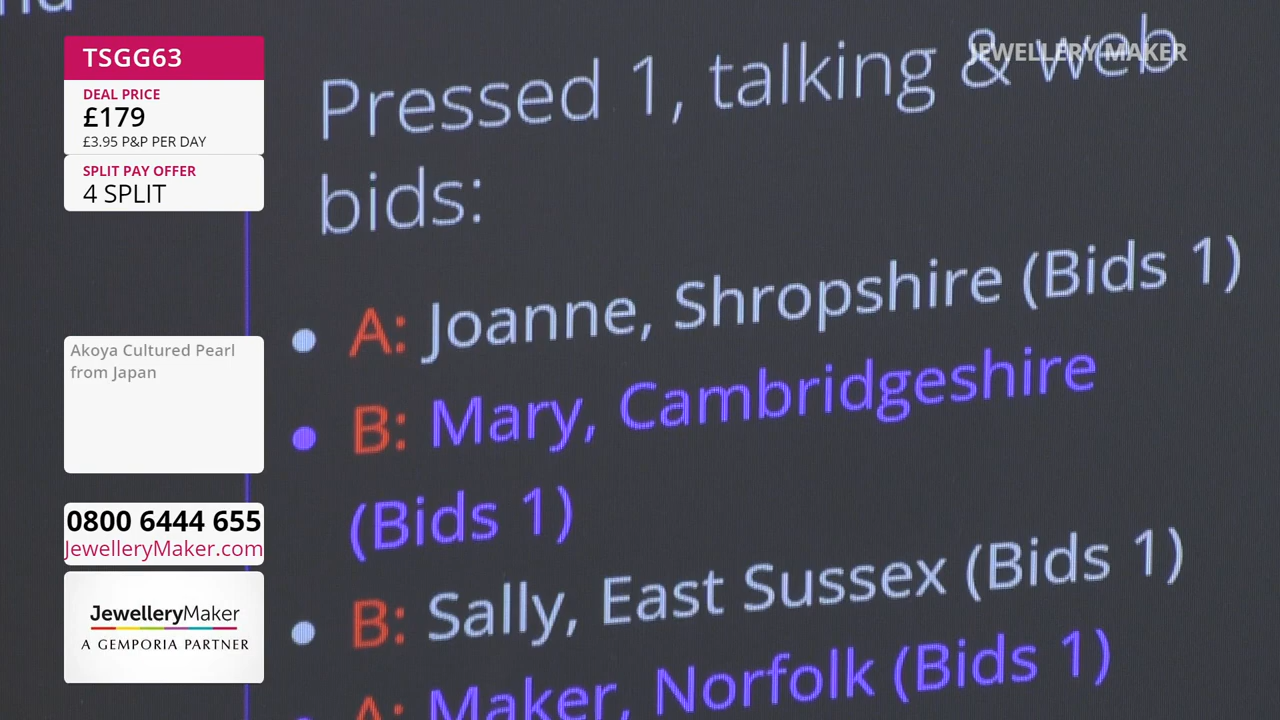 TSGG63
DEAL PRICE
£179
£3.95 P&P PER DAY
SPLIT PAY OFFER
4 SPLIT
Akoya Cultured Pearl
from Japan
0800 6444 655
JewelleryMaker.com
JewelleryMaker
A GEMPORIA PARTNER
JEWELLERY MAKER
Pressed 1, talking & web
bids:
• A: Joanne, Shropshire (Bids 1)
• B: Mary, Cambridgeshire
(Bids 1)
• B: Sally, East Sussex (Bids 1)
• A: Maker, Norfolk (Bids 1)